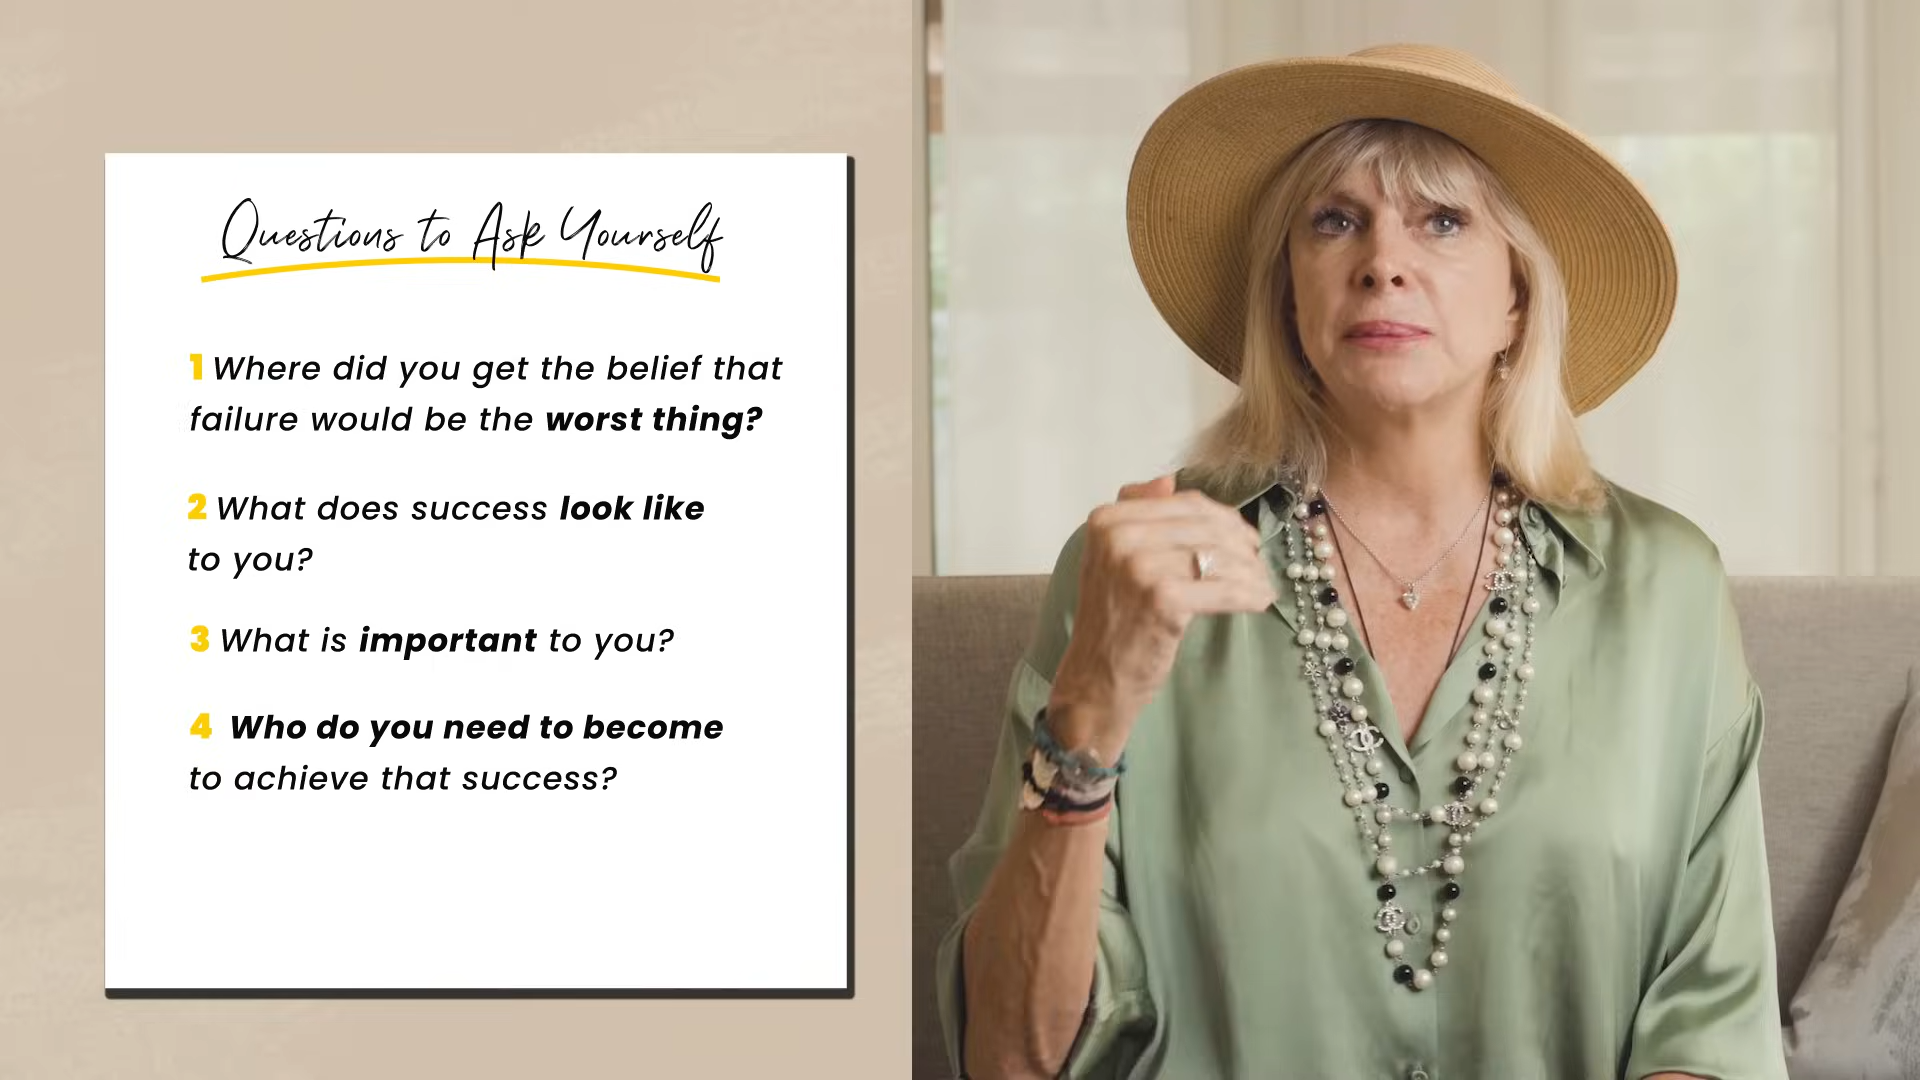 Questions to Ask Yourself
1 Where did you get the belief that
failure would be the worst thing?
2 What does success look like
to you?
3 What is important to you?
4 Who do you need to become
to achieve that success?